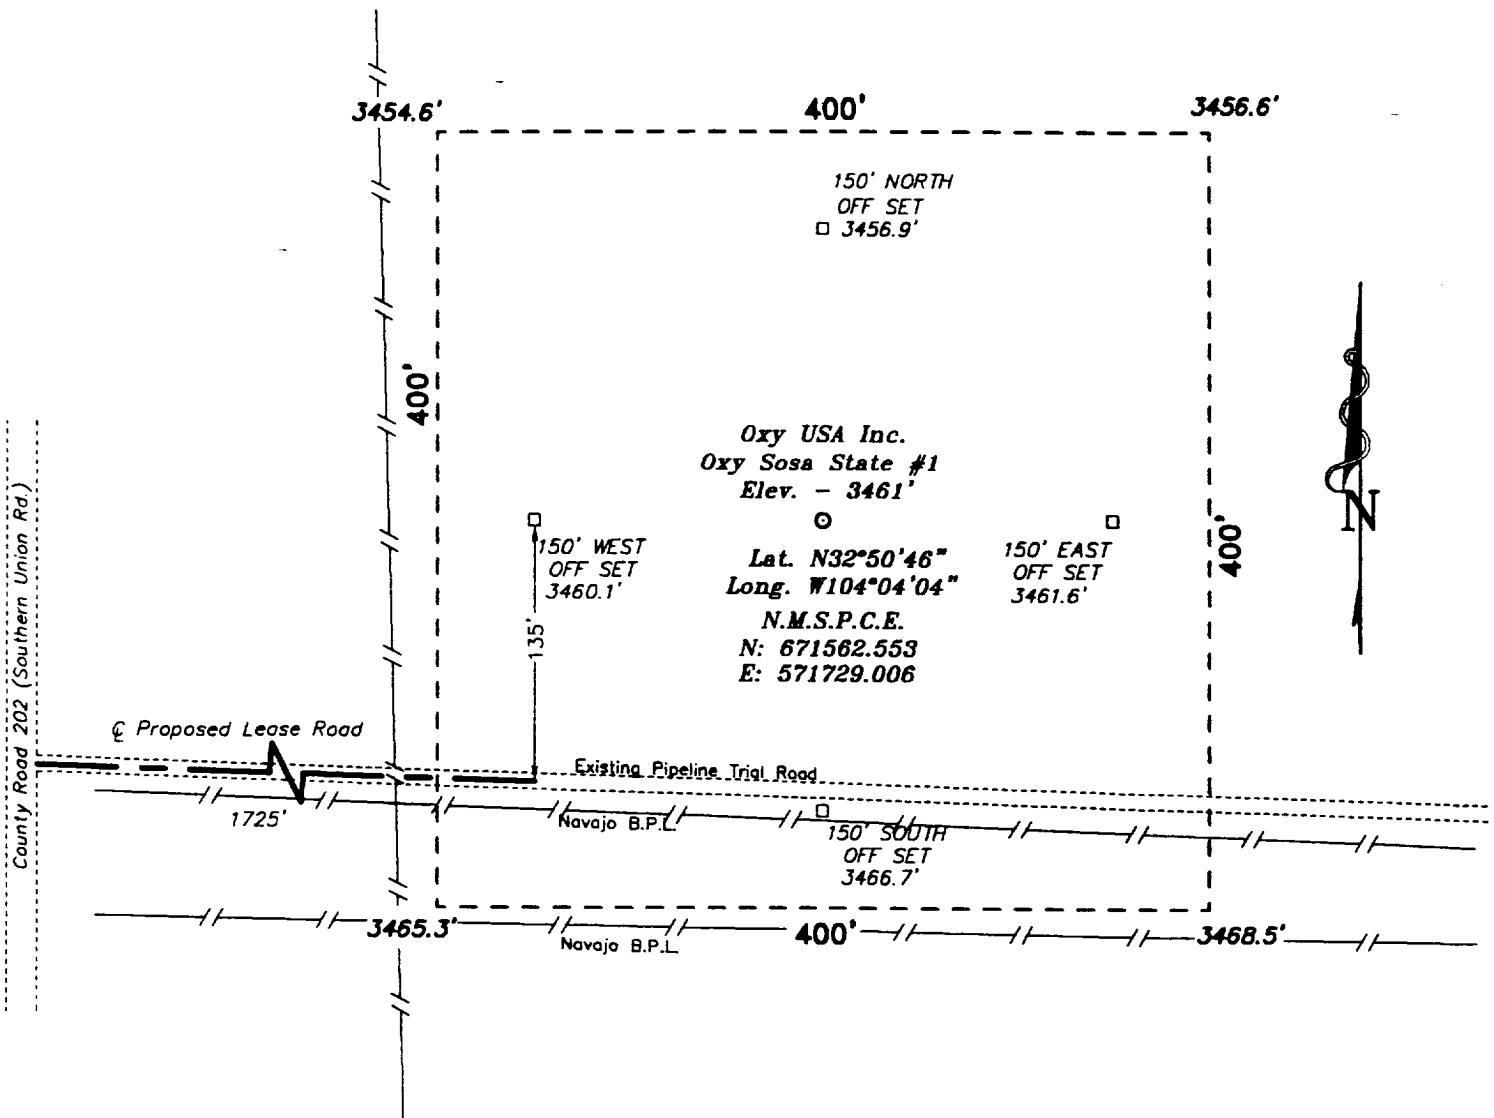 3454.6'
400'
3456.6'
150' NORTH
OFF SET
3456.9'
400'
Oxy USA Inc.
Oxy Sosa State #1
Elev. - 3461'
150' WEST
OFF SET
3460.1'
Lat. N32°50'46"
Long. W104°04'04"
N.M.S.P.C.E.
N: 671562.553
E: 571729.006
150' EAST
OFF SET
3461.6'
400'
N
135'
County Road 202 (Southern Union Rd.)
℄ Proposed Lease Road
1725'
Existing Pipeline Trial Road
Navajo B.P.L.
150' SOUTH
OFF SET
3466.7'
3465.3'
400'
3468.5'
Navajo B.P.L